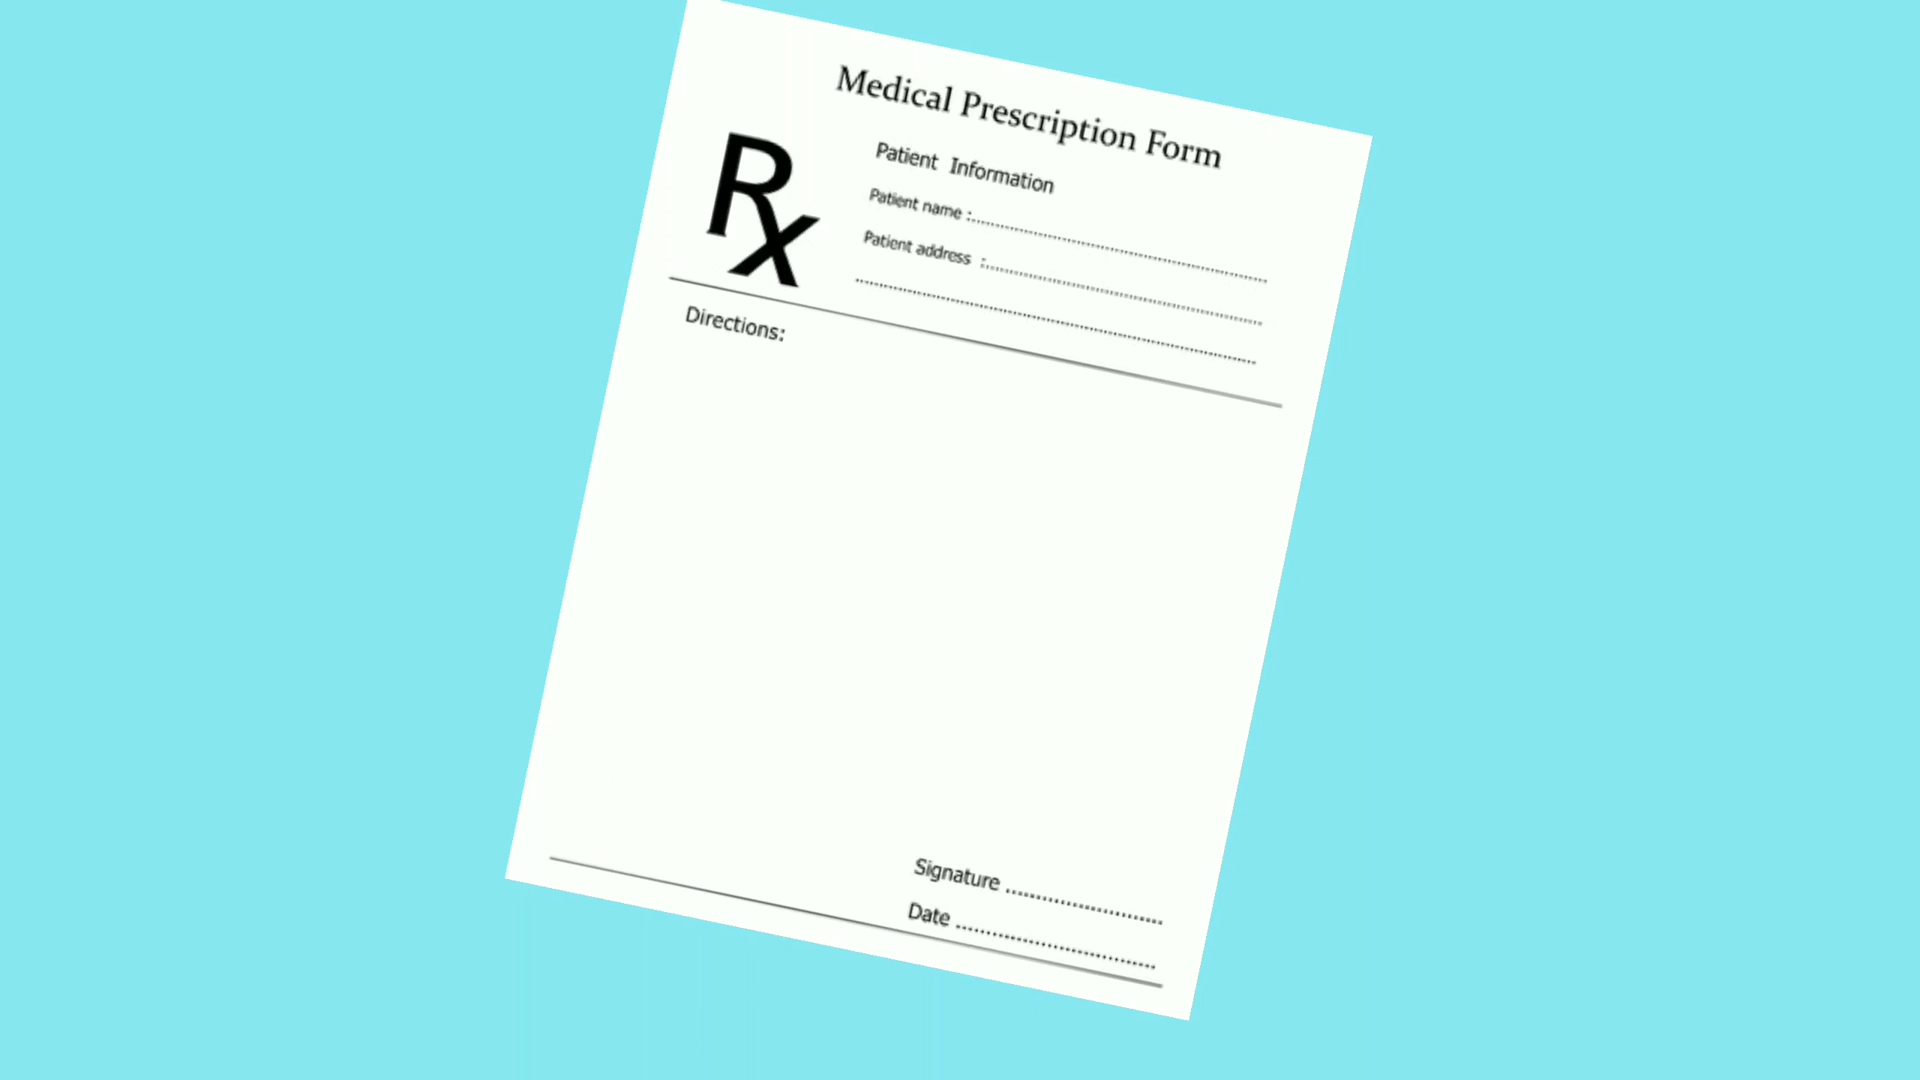 Medical Prescription Form
Rx
Patient Information
Patient name :............................................................
Patient address :............................................................
................................................................................
Directions:
Signature ..............................
Date ......................................